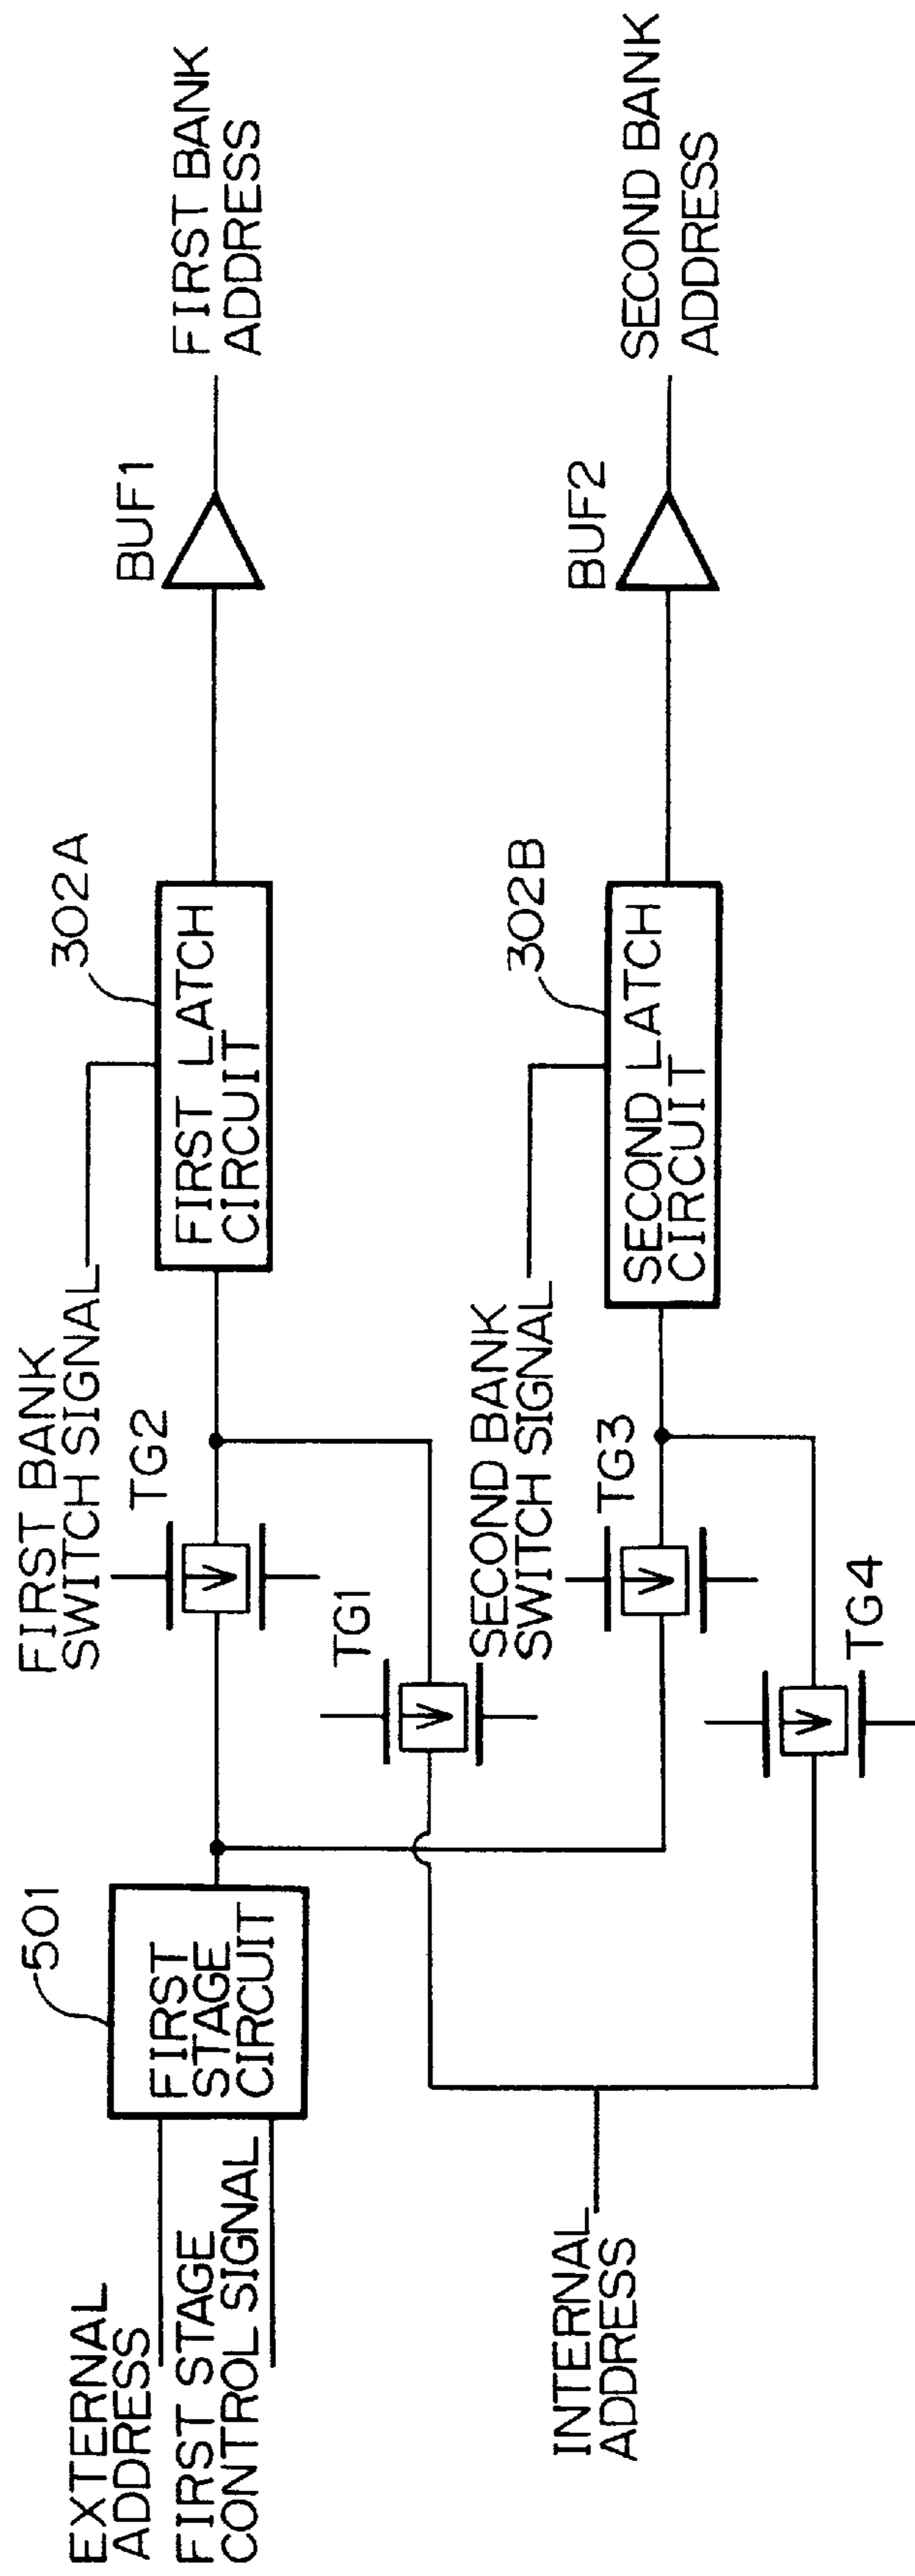 EXTERNAL
ADDRESS
FIRST STAGE
CONTROL SIGNAL
501
FIRST
STAGE
CIRCUIT
INTERNAL
ADDRESS
FIRST BANK
SWITCH SIGNAL
TG2
TG1
SECOND BANK
SWITCH SIGNAL
TG3
TG4
302A
FIRST LATCH
CIRCUIT
302B
SECOND LATCH
CIRCUIT
BUF1
BUF2
FIRST BANK
ADDRESS
SECOND BANK
ADDRESS